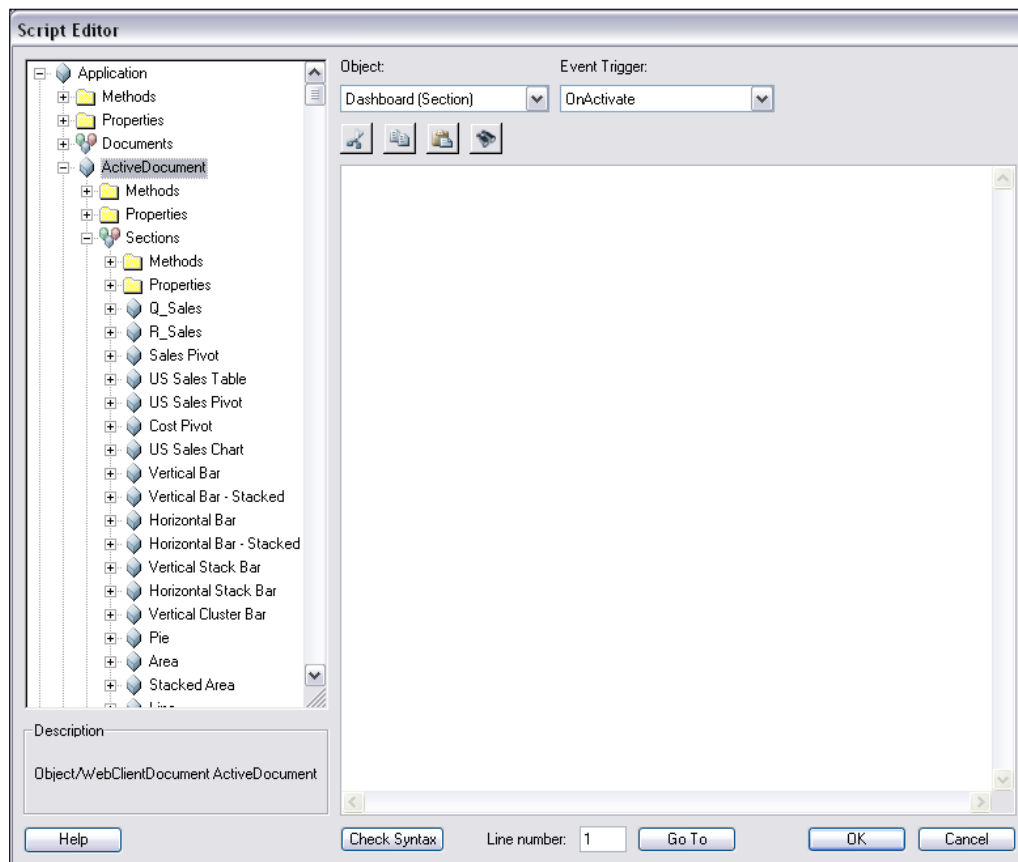 Script Editor
Application
Methods
Properties
Documents
ActiveDocument
Methods
Properties
Sections
Methods
Properties
Q_Sales
R_Sales
Sales Pivot
US Sales Table
US Sales Pivot
Cost Pivot
US Sales Chart
Vertical Bar
Vertical Bar - Stacked
Horizontal Bar
Horizontal Bar - Stacked
Vertical Stack Bar
Horizontal Stack Bar
Vertical Cluster Bar
Pie
Area
Stacked Area
Description
Object/WebClientDocument ActiveDocument
Help
Object:
Event Trigger:
Dashboard (Section)
OnActivate
Check Syntax
Line number:
1
Go To
OK
Cancel